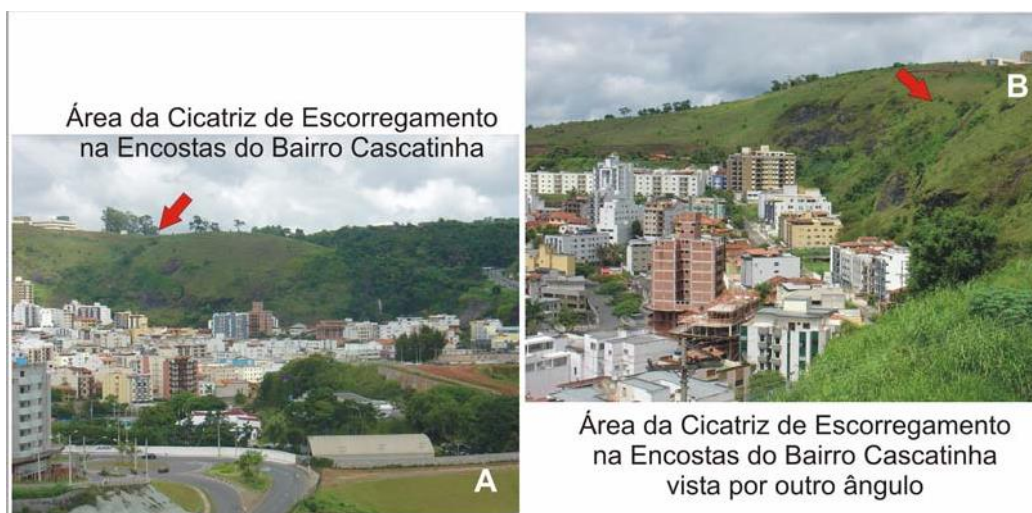 Área da Cicatriz de Escorregamento
na Encostas do Bairro Cascatinha
A
B
Área da Cicatriz de Escorregamento
na Encostas do Bairro Cascatinha
vista por outro ângulo